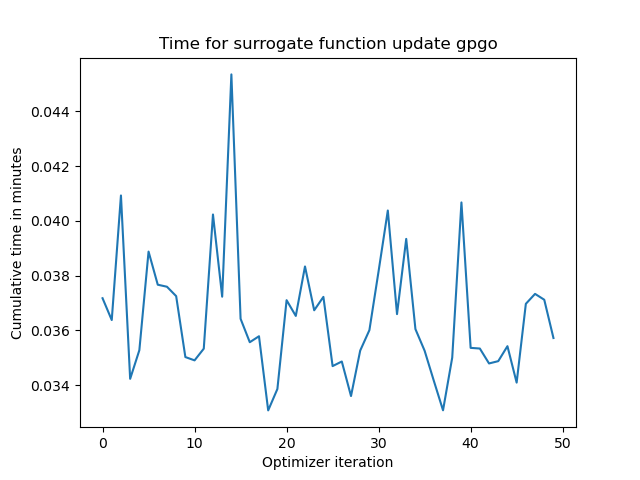 Time for surrogate function update gpgo
Cumulative time in minutes
0.044
0.042
0.040
0.038
0.036
0.034
0 10 20 30 40 50
Optimizer iteration